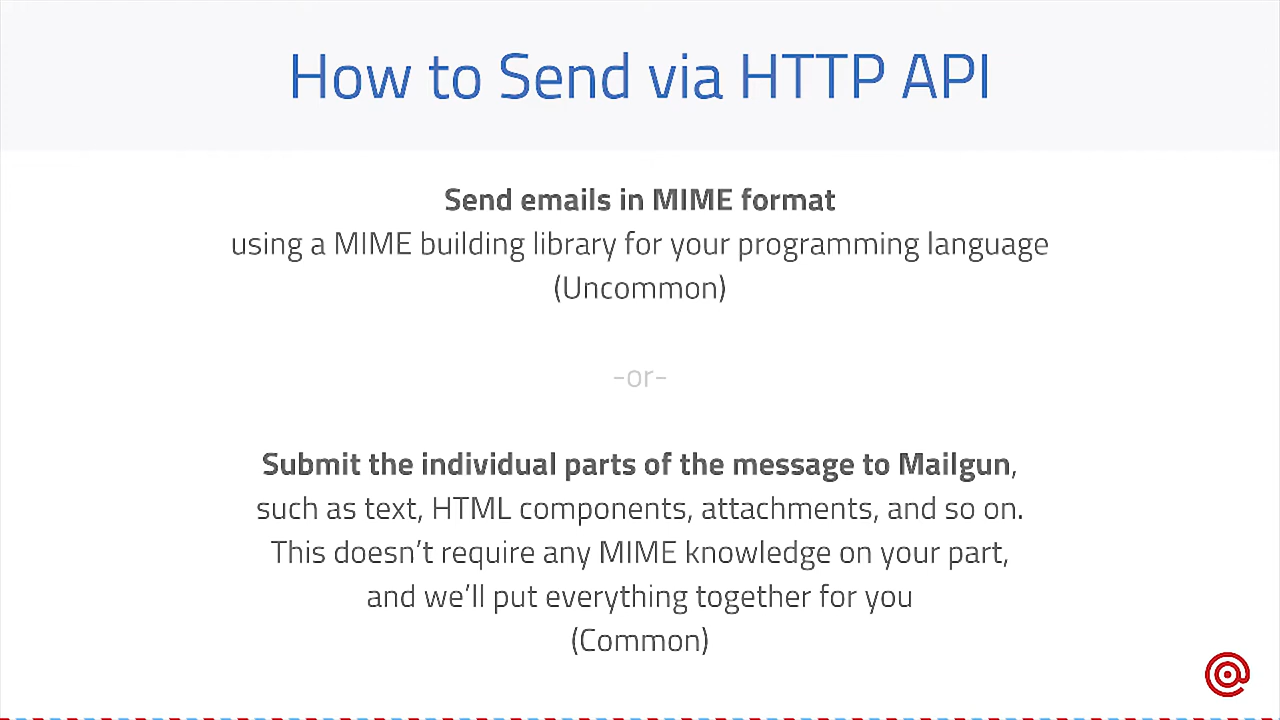 How to Send via HTTP API
Send emails in MIME format
using a MIME building library for your programming language
(Uncommon)
-or-
Submit the individual parts of the message to Mailgun,
such as text, HTML components, attachments, and so on.
This doesn’t require any MIME knowledge on your part,
and we’ll put everything together for you
(Common)